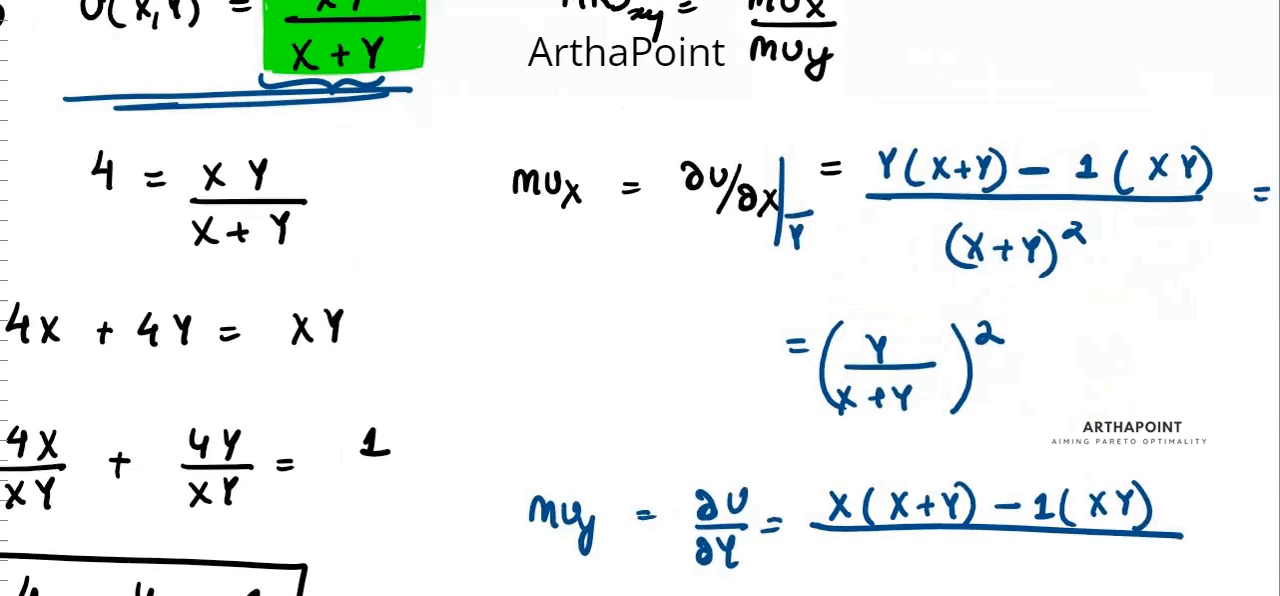 U(X,Y) = XY / X + Y
MRS xy = MUx / MUy
ArthaPoint
4 = X Y / X + Y
4X + 4Y = XY
4X / XY + 4Y / XY = 1
MUx = ∂U/∂X | Y̅ = Y(X+Y) - 1(XY) / (X+Y)² =
= (Y / X+Y)²
ARTHAPOINT
AIMING PARETO OPTIMALITY
MUy = ∂U / ∂Y = X(X+Y) - 1(XY)